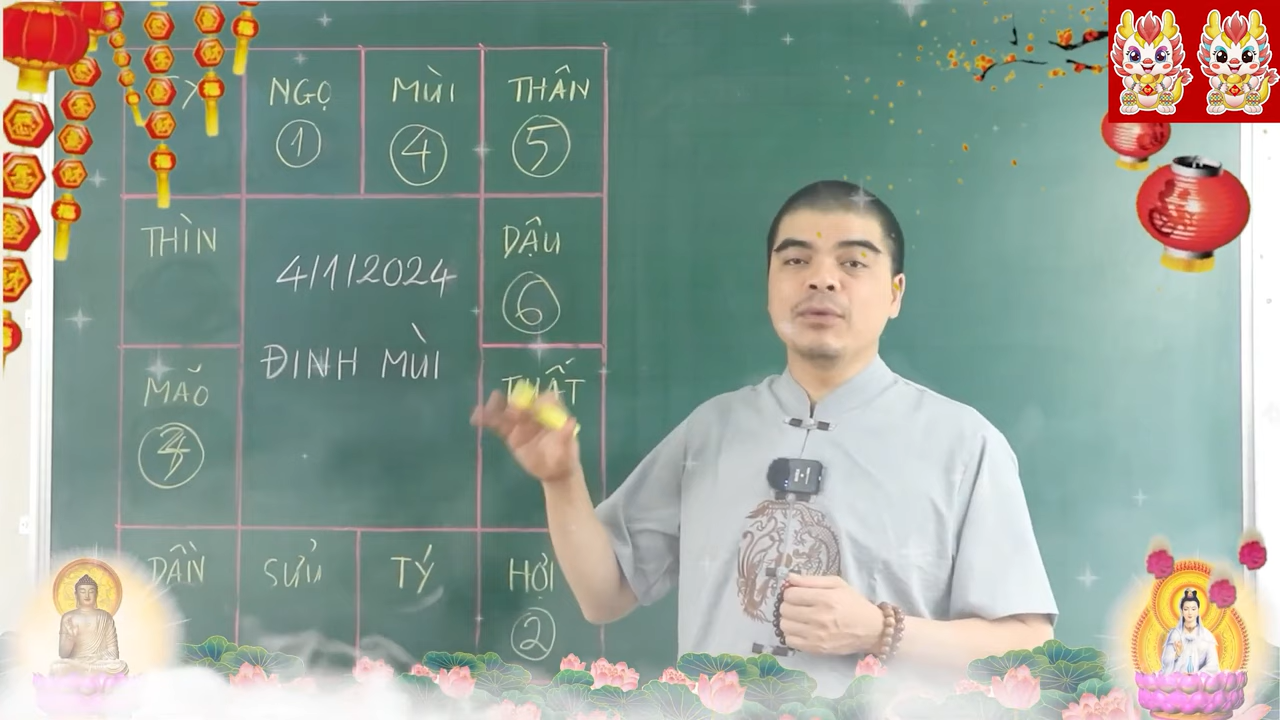 NGỌ
①
MÙI
④
THÂN
⑤
THÌN
4/1/2024
ĐINH MÙI
DẬU
⑥
MÃO
DẦN
SỬU
TÝ
HỢI
②